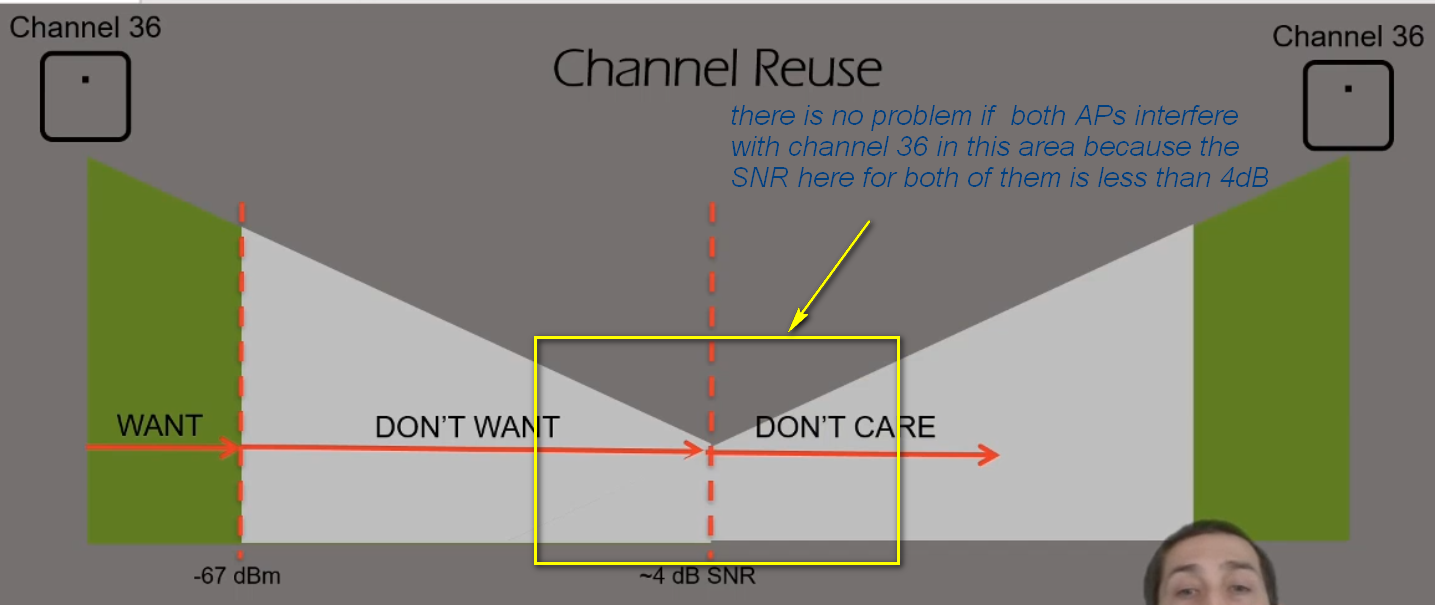 Channel 36
Channel 36
Channel Reuse
there is no problem if both APs interfere
with channel 36 in this area because the
SNR here for both of them is less than 4dB
WANT
DON'T WANT
DON'T CARE
-67 dBm
~4 dB SNR